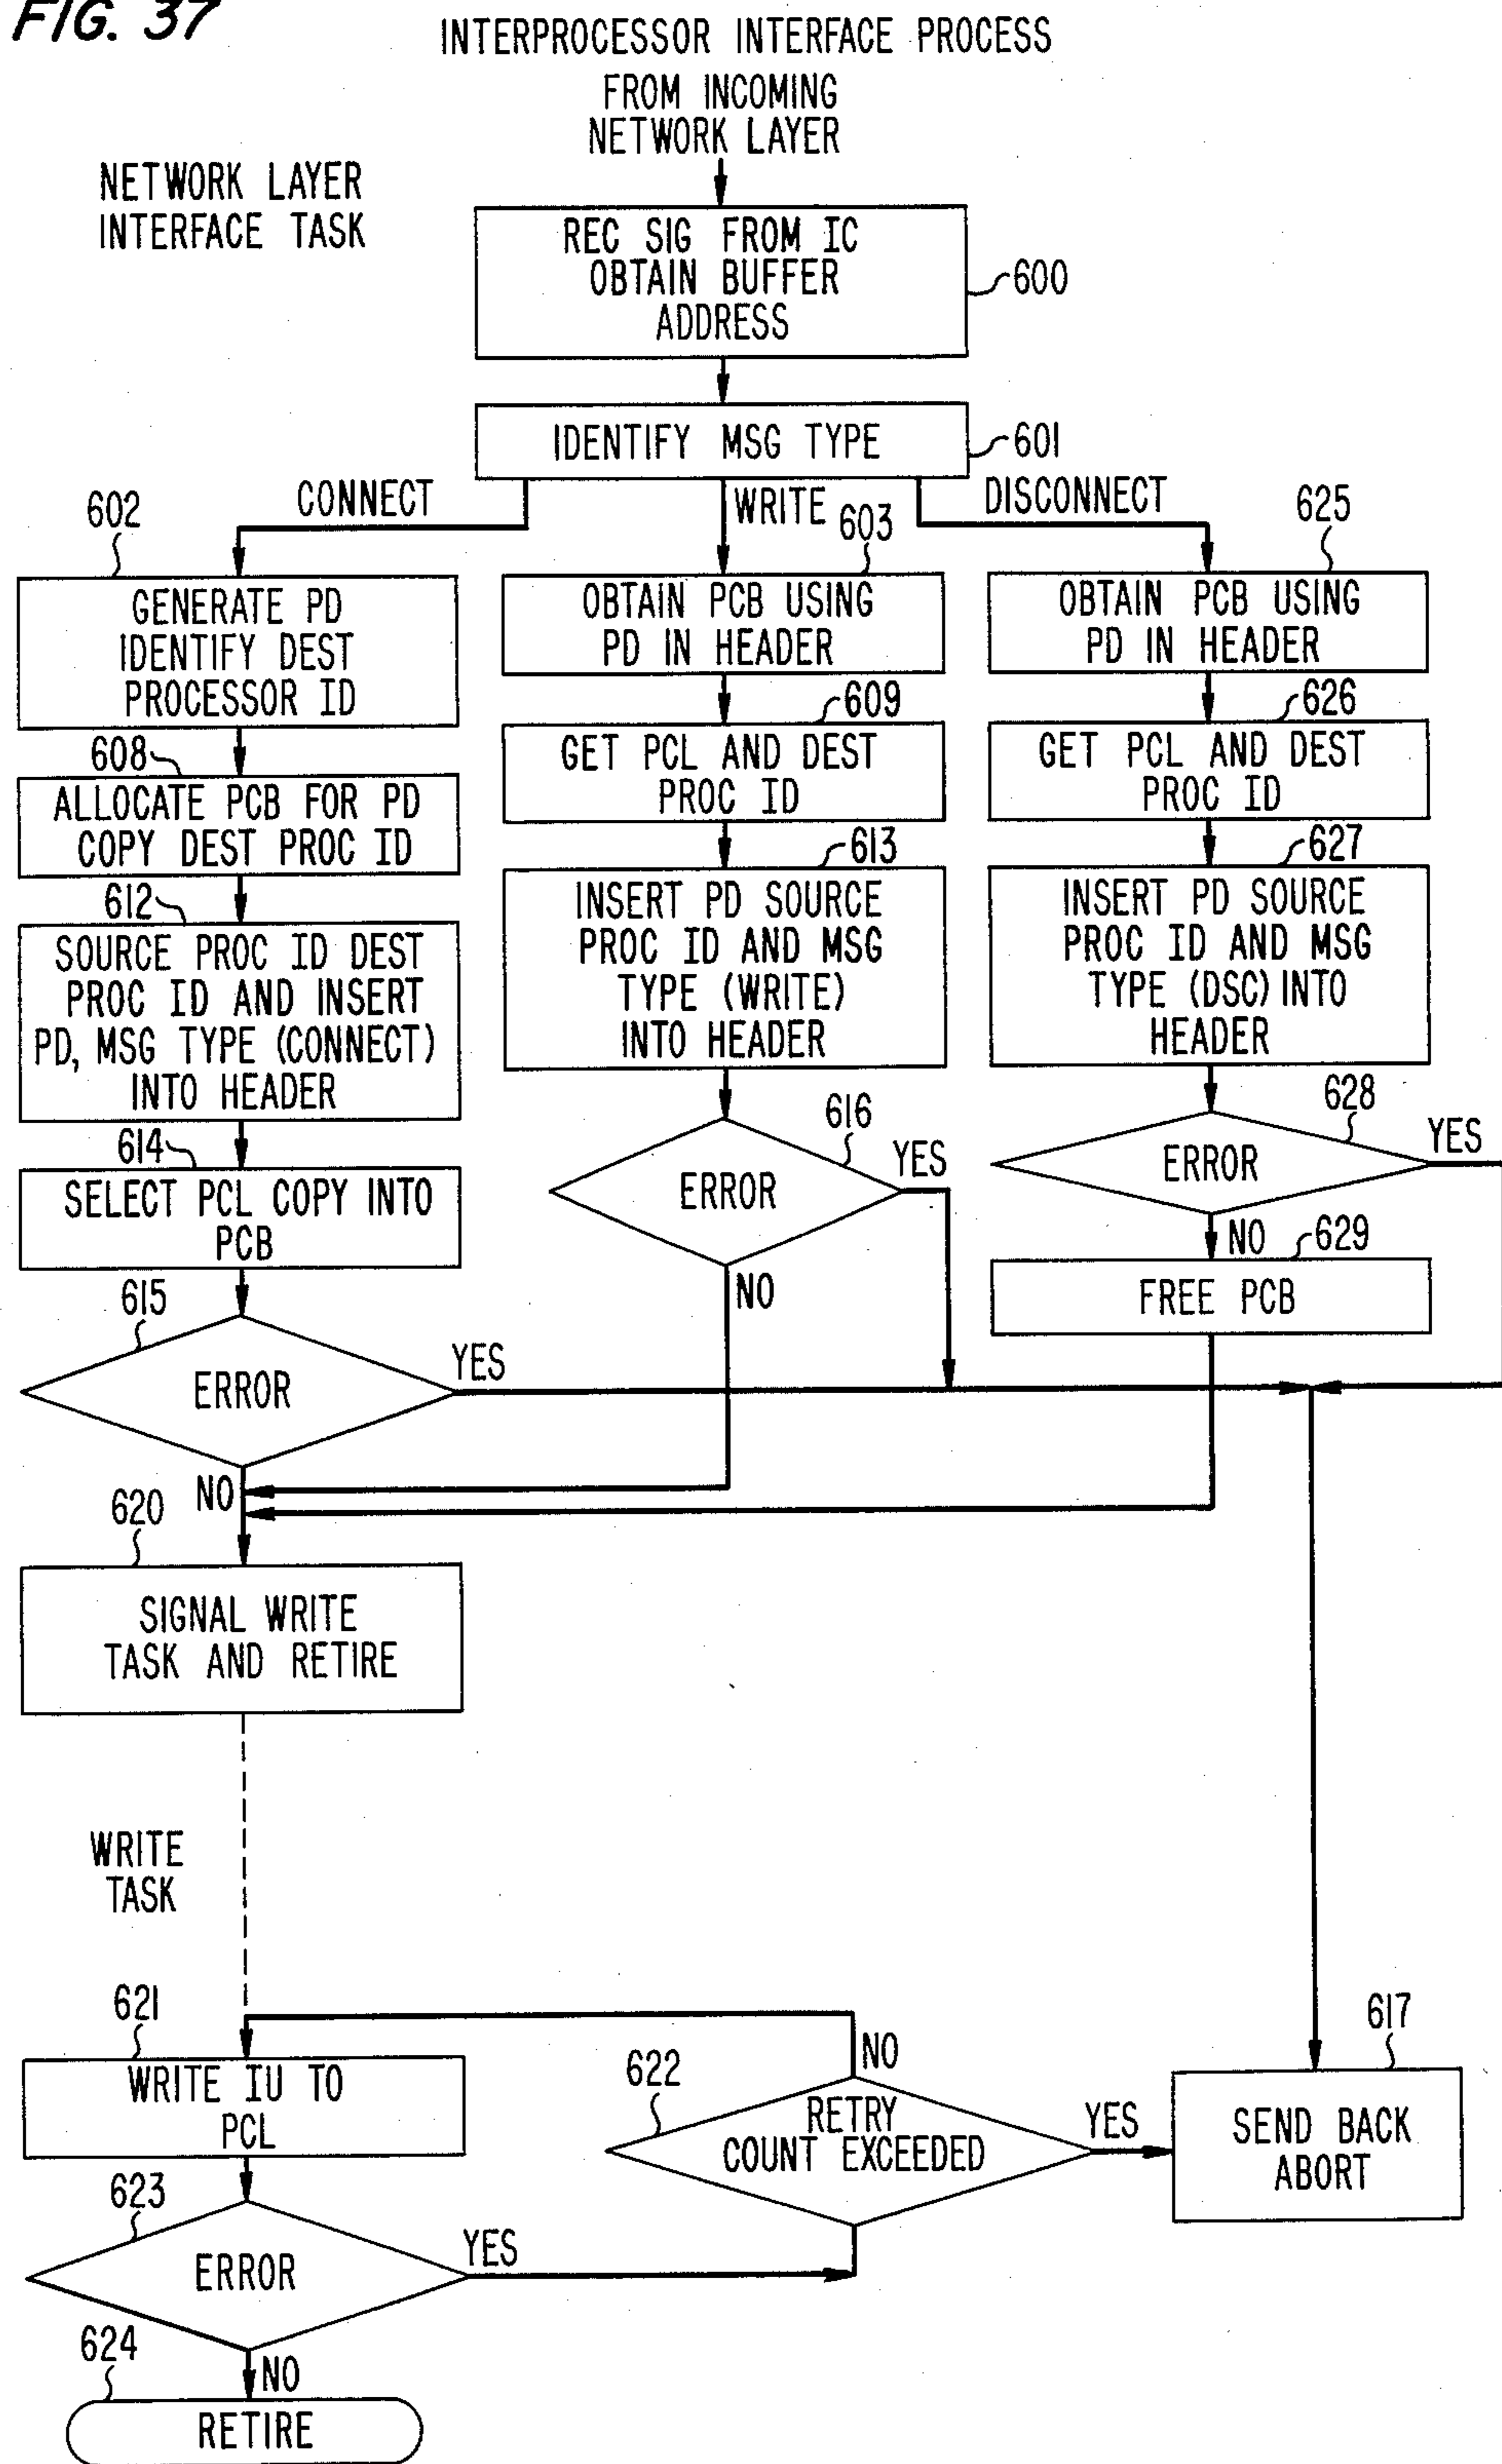 FIG. 37
INTERPROCESSOR INTERFACE PROCESS
FROM INCOMING
NETWORK LAYER
NETWORK LAYER
INTERFACE TASK
REC SIG FROM IC
OBTAIN BUFFER
ADDRESS
600
IDENTIFY MSG TYPE
601
CONNECT
WRITE
DISCONNECT
602
GENERATE PD
IDENTIFY DEST
PROCESSOR ID
608
ALLOCATE PCB FOR PD
COPY DEST PROC ID
612
SOURCE PROC ID DEST
PROC ID AND INSERT
PD, MSG TYPE (CONNECT)
INTO HEADER
614
SELECT PCL COPY INTO
PCB
615
ERROR
YES
NO
603
OBTAIN PCB USING
PD IN HEADER
609
GET PCL AND DEST
PROC ID
613
INSERT PD SOURCE
PROC ID AND MSG
TYPE (WRITE)
INTO HEADER
616
ERROR
YES
NO
625
OBTAIN PCB USING
PD IN HEADER
626
GET PCL AND DEST
PROC ID
627
INSERT PD SOURCE
PROC ID AND MSG
TYPE (DSC) INTO
HEADER
628
ERROR
YES
NO
629
FREE PCB
620
SIGNAL WRITE
TASK AND RETIRE
WRITE
TASK
621
WRITE IU TO
PCL
622
RETRY
COUNT EXCEEDED
NO
YES
617
SEND BACK
ABORT
623
ERROR
YES
NO
624
RETIRE